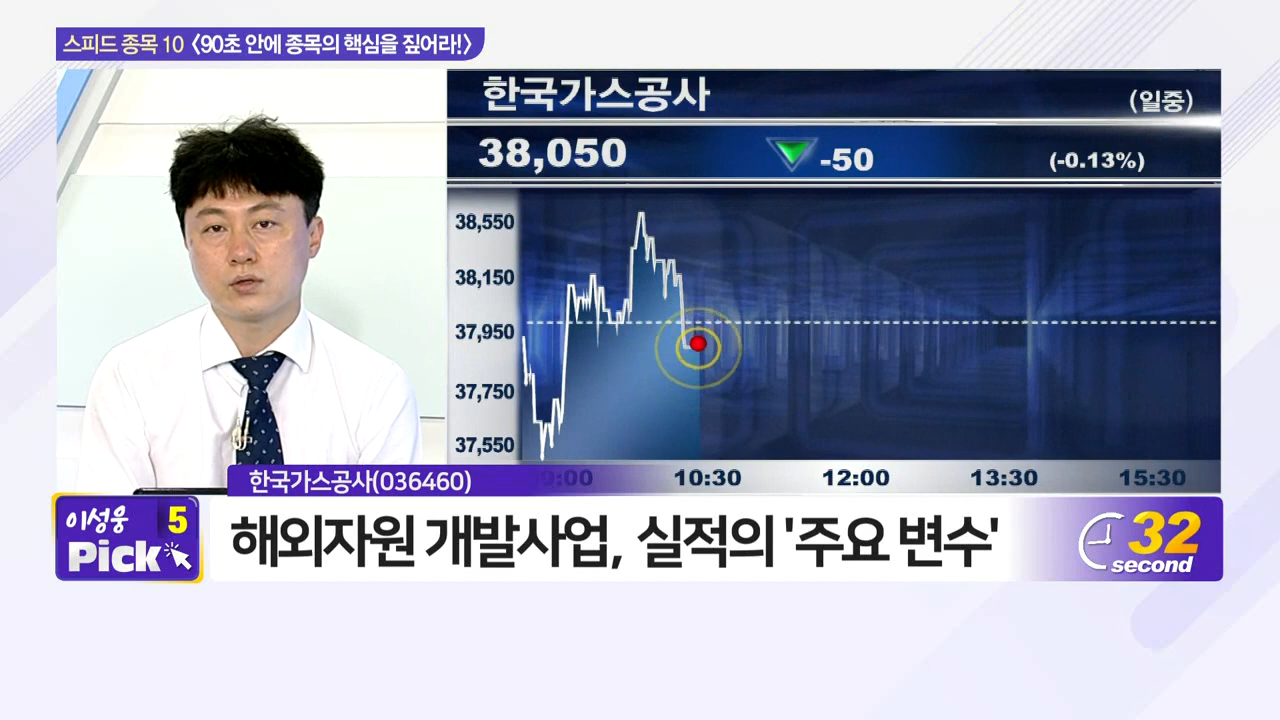 스피드 종목 10 <90초 안에 종목의 핵심을 짚어라!>
한국가스공사
(일중)
38,050
-50
(-0.13%)
38,550
38,150
37,950
37,750
37,550
9:00
10:30
12:00
13:30
15:30
한국가스공사(036460)
이성웅 5
Pick
해외자원 개발사업, 실적의 '주요 변수'
32
second